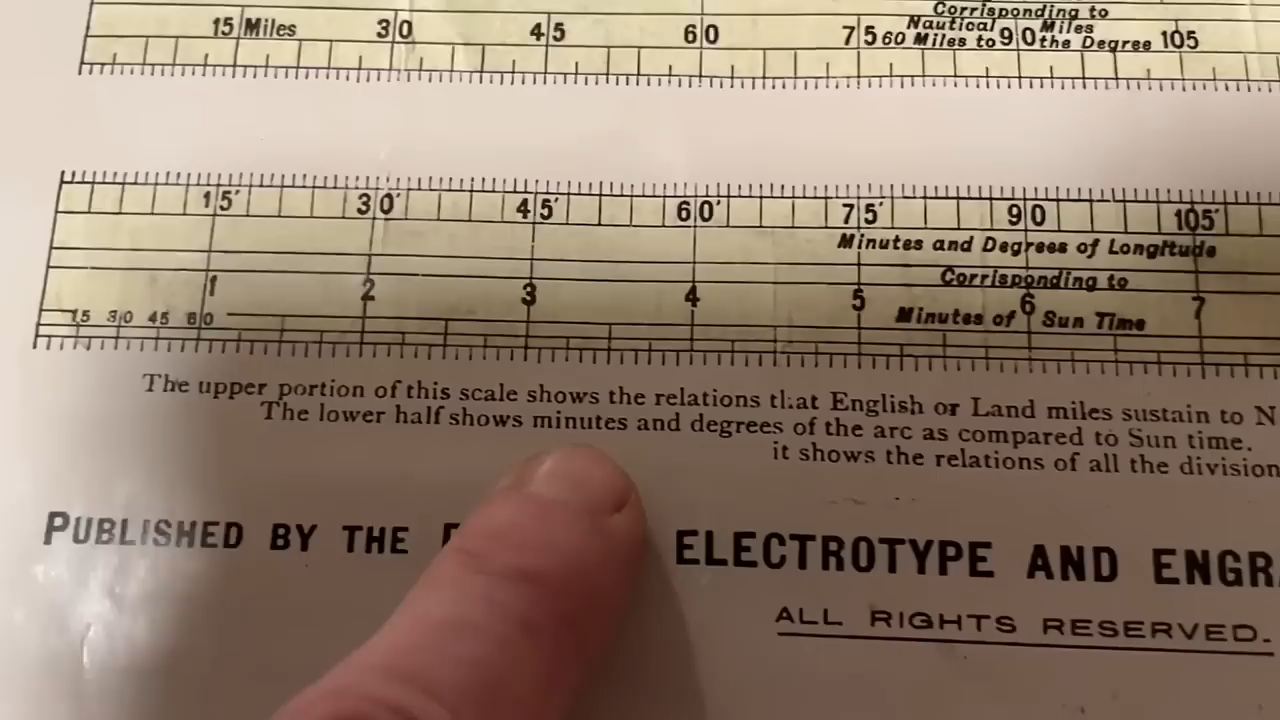 Corrisponding to
Nautical Miles
15 Miles 30 45 60 75 60 Miles to 90 the Degree 105
15′ 30′ 45′ 60′ 75′ 90 105′
Minutes and Degrees of Longitude
Corrisponding to
1 2 3 4 5 6 7
15 30 45 60 Minutes of Sun Time
The upper portion of this scale shows the relations that English or Land miles sustain to N
The lower half shows minutes and degrees of the arc as compared to Sun time.
it shows the relations of all the division
PUBLISHED BY THE ELECTROTYPE AND ENGR
ALL RIGHTS RESERVED.